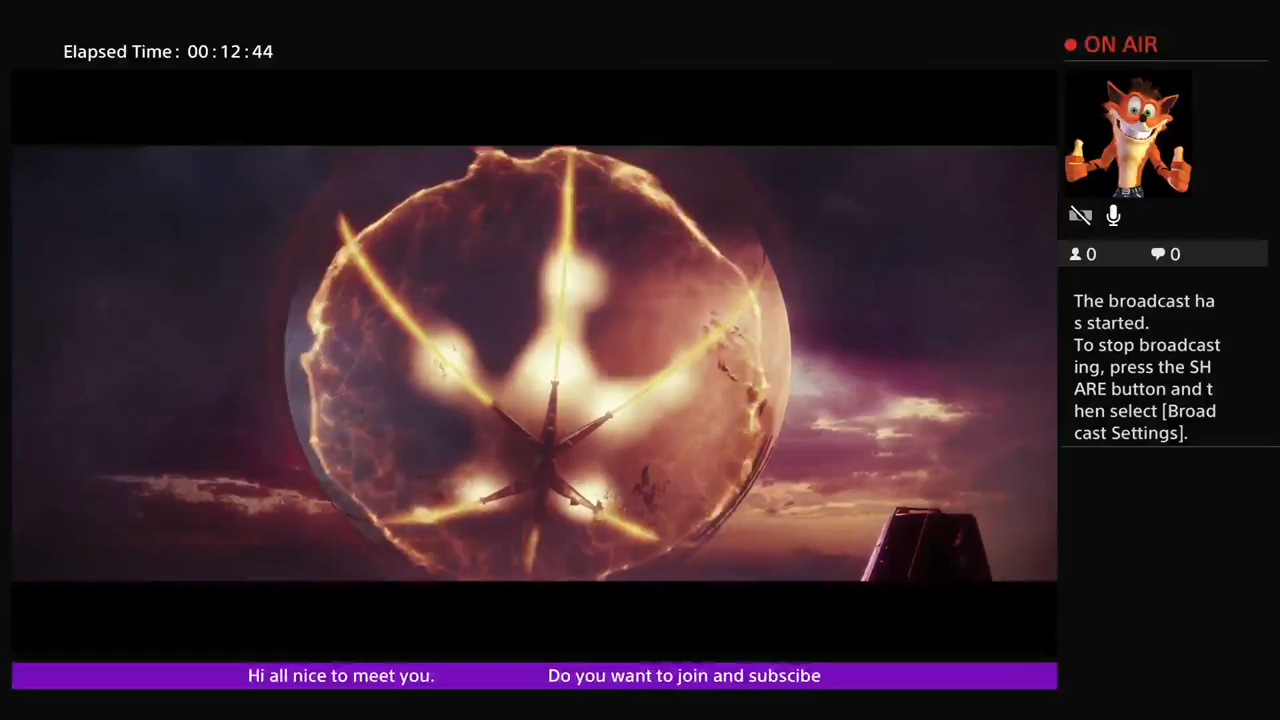 Elapsed Time: 00:12:44
ON AIR
0
0
The broadcast ha
s started.
To stop broadcast
ing, press the SH
ARE button and t
hen select [Broad
cast Settings].
Hi all nice to meet you.
Do you want to join and subscibe